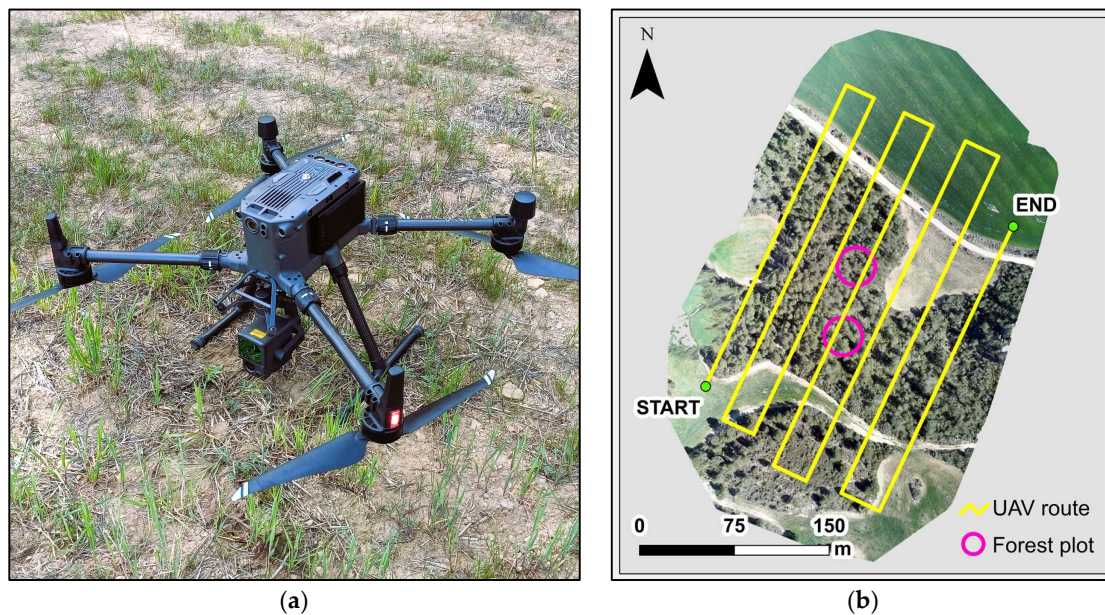 N
END
START
UAV route
0 75 150
m
Forest plot
(a) (b)